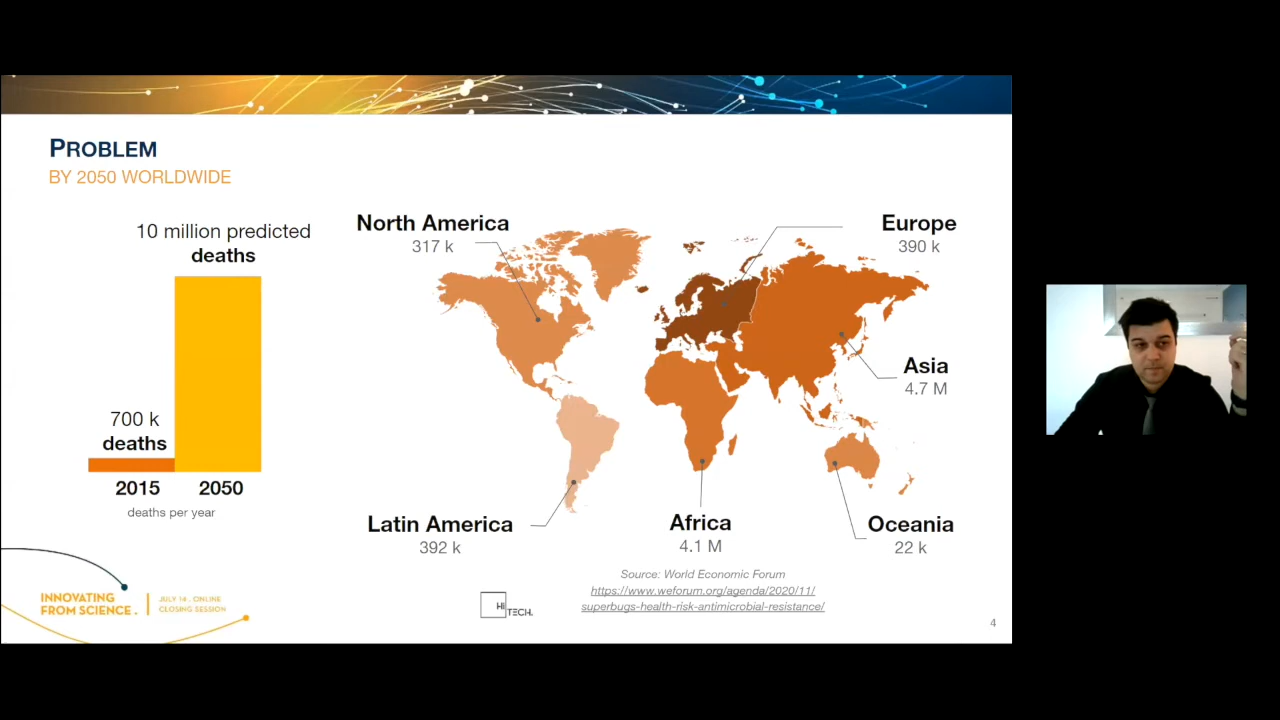 PROBLEM
BY 2050 WORLDWIDE
10 million predicted
deaths
700 k
deaths
2015
2050
deaths per year
North America
317 k
Europe
390 k
Asia
4.7 M
Latin America
392 k
Africa
4.1 M
Oceania
22 k
Source: World Economic Forum
https://www.weforum.org/agenda/2020/11/
superbugs-health-risk-antimicrobial-resistance/
INNOVATING
FROM SCIENCE.
JULY 14 . ONLINE
CLOSING SESSION
Hi
TECH.
4